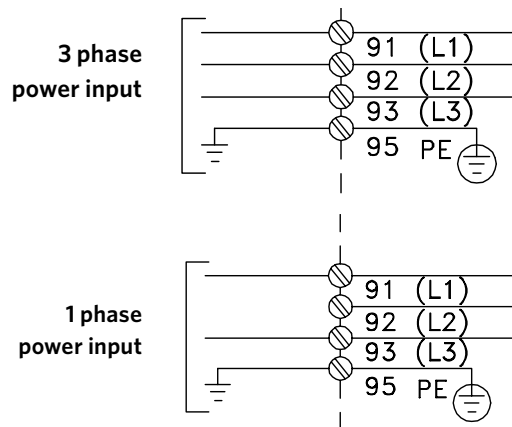 3 phase
power input
91 (L1)
92 (L2)
93 (L3)
95 PE
1 phase
power input
91 (L1)
92 (L2)
93 (L3)
95 PE